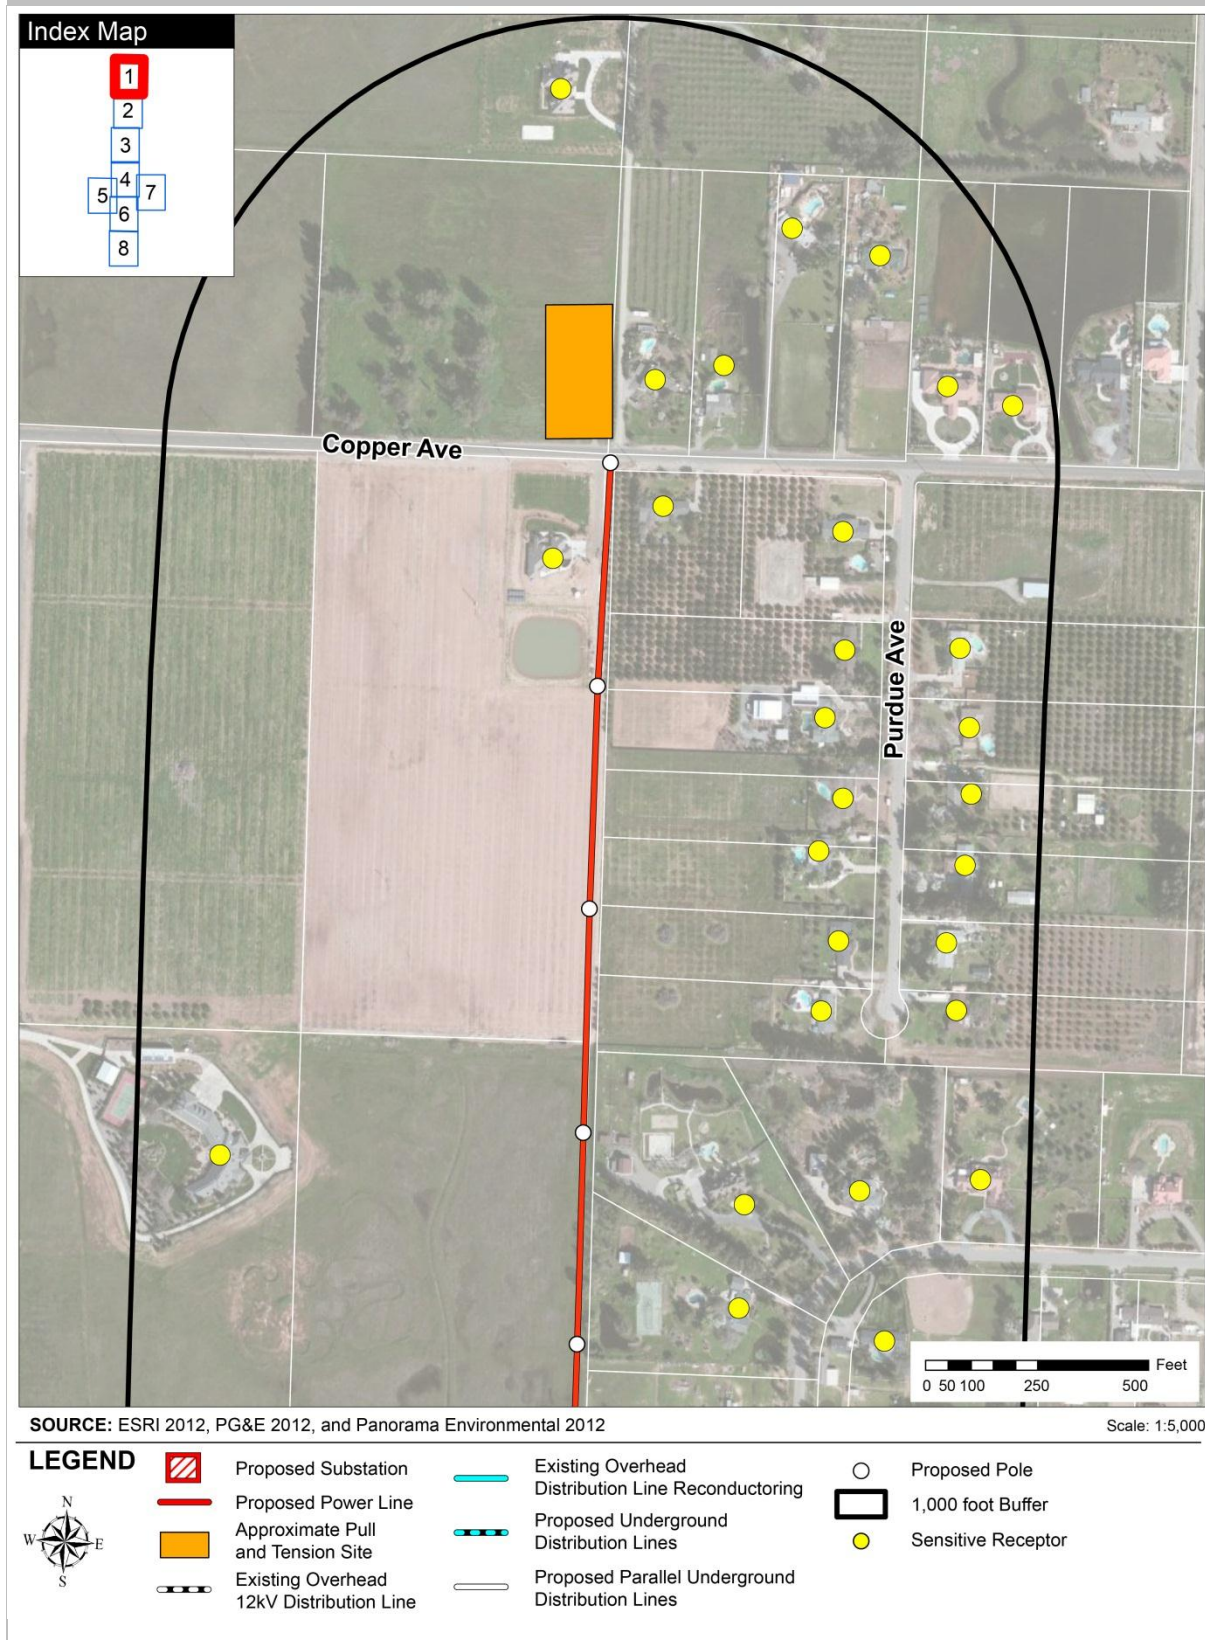 Index Map
1
2
3
4
5
7
6
8
Copper Ave
Purdue Ave
Feet
0 50 100 250 500
SOURCE: ESRI 2012, PG&E 2012, and Panorama Environmental 2012
Scale: 1:5,000
LEGEND
N
W
E
S
Proposed Substation
Proposed Power Line
Approximate Pull
and Tension Site
Existing Overhead
12kV Distribution Line
Existing Overhead
Distribution Line Reconductoring
Proposed Underground
Distribution Lines
Proposed Parallel Underground
Distribution Lines
Proposed Pole
1,000 foot Buffer
Sensitive Receptor